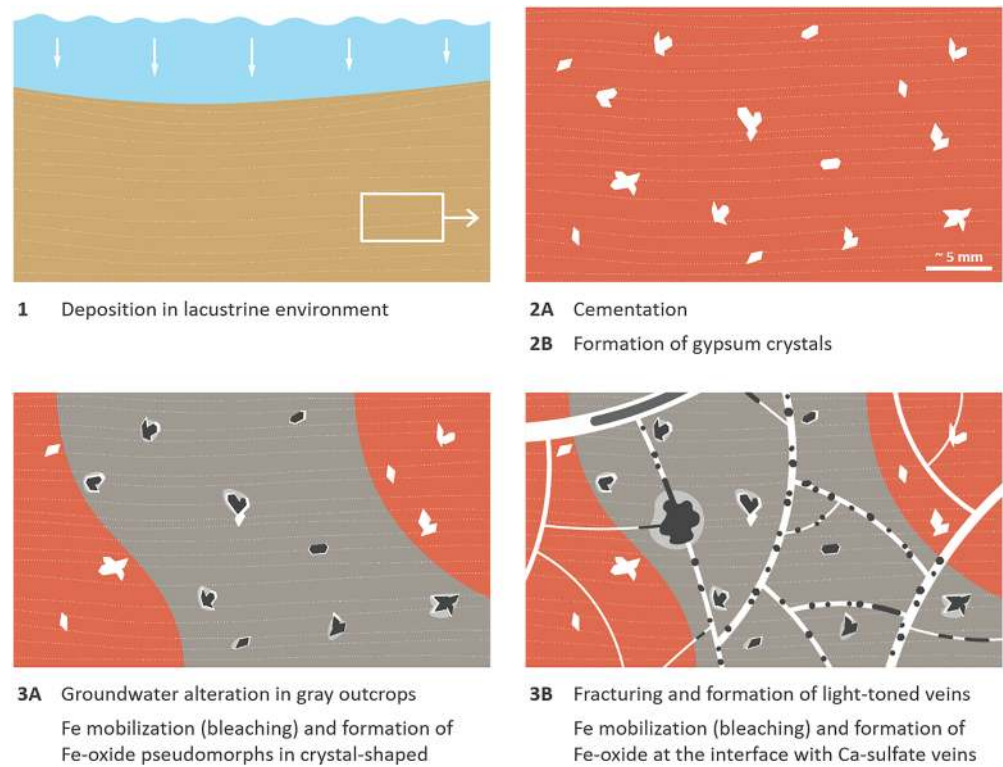 1 Deposition in lacustrine environment
~ 5 mm
2A Cementation
2B Formation of gypsum crystals
3A Groundwater alteration in gray outcrops
Fe mobilization (bleaching) and formation of
Fe-oxide pseudomorphs in crystal-shaped
3B Fracturing and formation of light-toned veins
Fe mobilization (bleaching) and formation of
Fe-oxide at the interface with Ca-sulfate veins